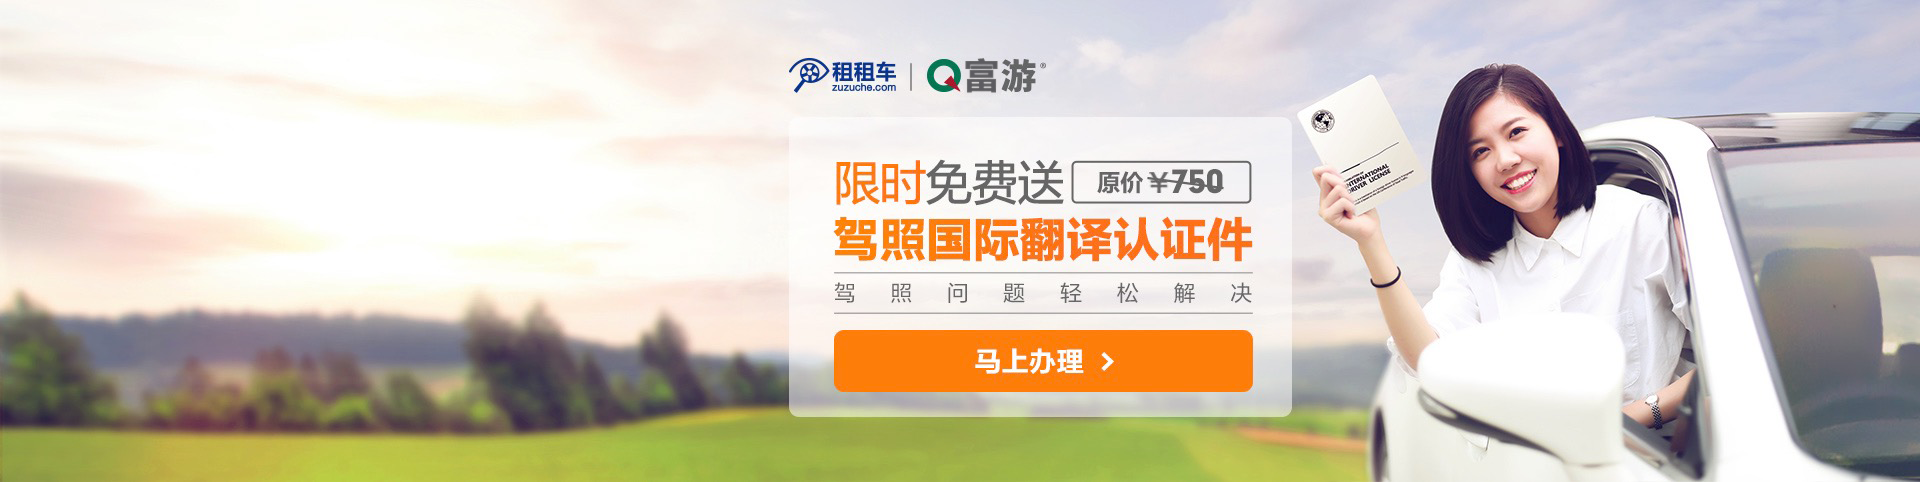 租租车
zuzuche.com
富游®
限时免费送 原价￥750
驾照国际翻译认证件
驾照问题轻松解决
马上办理 >
INTERNATIONAL
DRIVER LICENSE